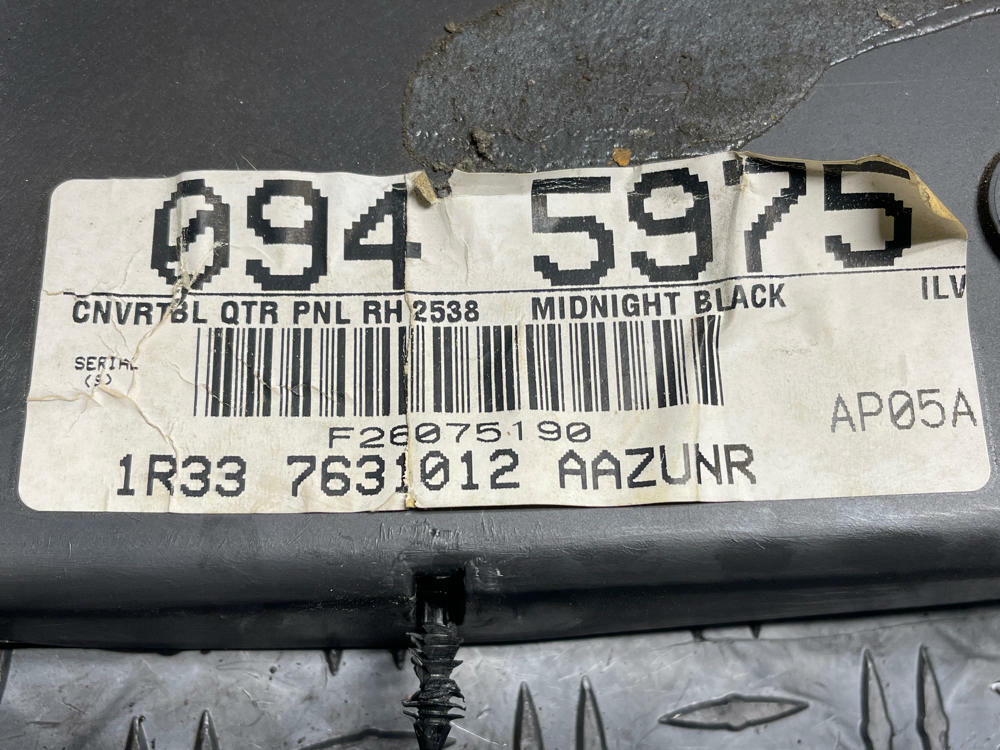 094 5975
CNVRTBL QTR PNL RH 2538 MIDNIGHT BLACK ILV
SERIAL
(S)
AP05A
F26075190
1R33 7631012 AAZUNR